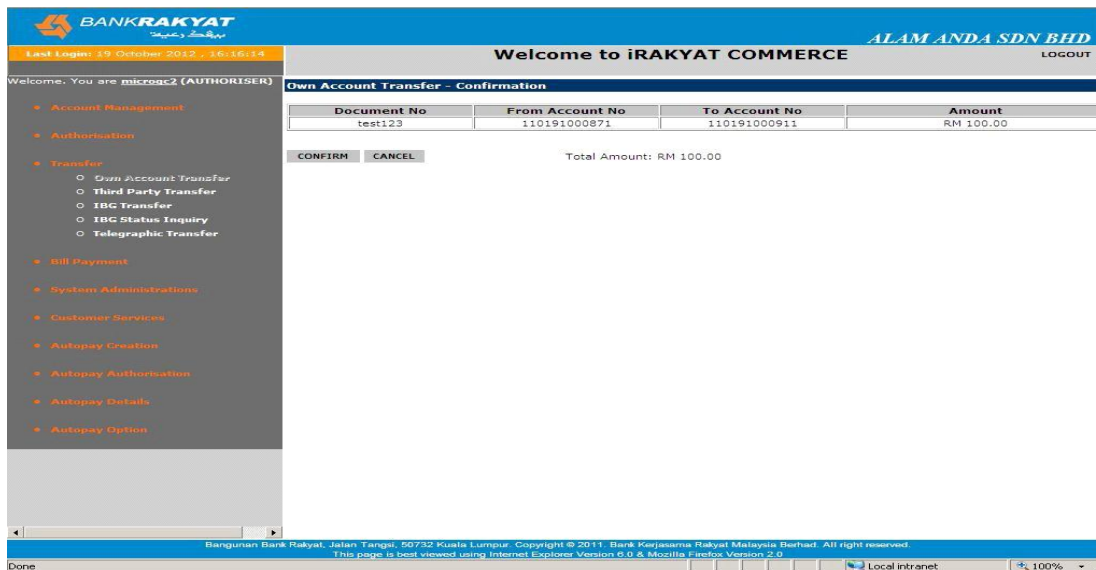 BANKRAKYAT
ALAM ANDA SDN BHD
Last Login: 19 October 2012 , 16:16:14
Welcome to iRAKYAT COMMERCE
LOGOUT
Welcome. You are microqc2 (AUTHORISER)
Own Account Transfer - Confirmation
Document No From Account No To Account No Amount
test123 110191000871 110191000911 RM 100.00
CONFIRM CANCEL Total Amount: RM 100.00
Account Management
Authorisation
Transfer
Own Account Transfer
Third Party Transfer
IBG Transfer
IBG Status Inquiry
Telegraphic Transfer
Bill Payment
System Administrations
Customer Services
Autopay Creation
Autopay Authorisation
Autopay Details
Autopay Option
Bangunan Bank Rakyat, Jalan Tangsi, 50732 Kuala Lumpur. Copyright © 2011. Bank Kerjasama Rakyat Malaysia Berhad. All right reserved.
This page is best viewed using Internet Explorer Version 6.0 & Mozilla Firefox Version 2.0
Done
Local intranet
100%